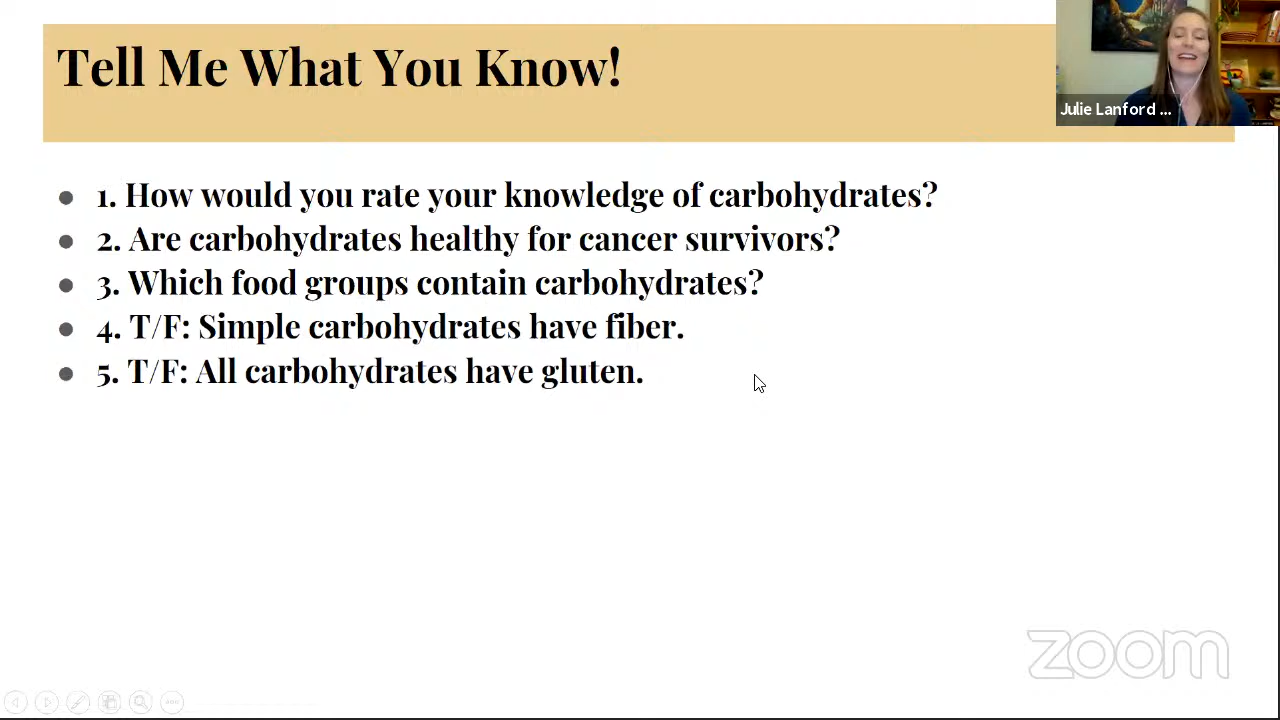 Tell Me What You Know!
Julie Lanford ...
1. How would you rate your knowledge of carbohydrates?
2. Are carbohydrates healthy for cancer survivors?
3. Which food groups contain carbohydrates?
4. T/F: Simple carbohydrates have fiber.
5. T/F: All carbohydrates have gluten.
zoom